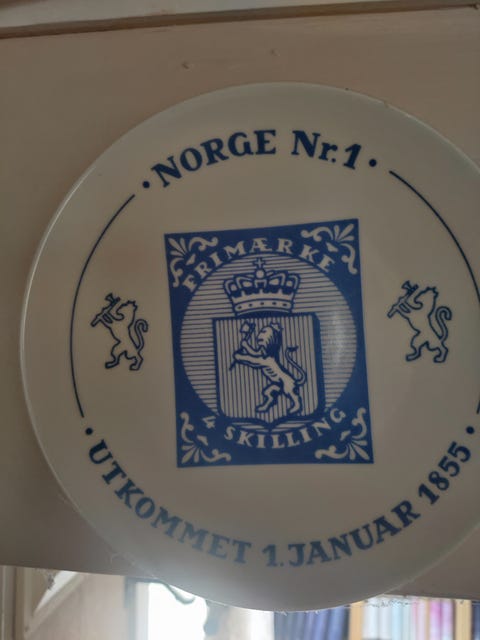 • NORGE Nr.1 •
FRIMÆRKE
4 SKILLING
• UTKOMMET 1. JANUAR 1855 •